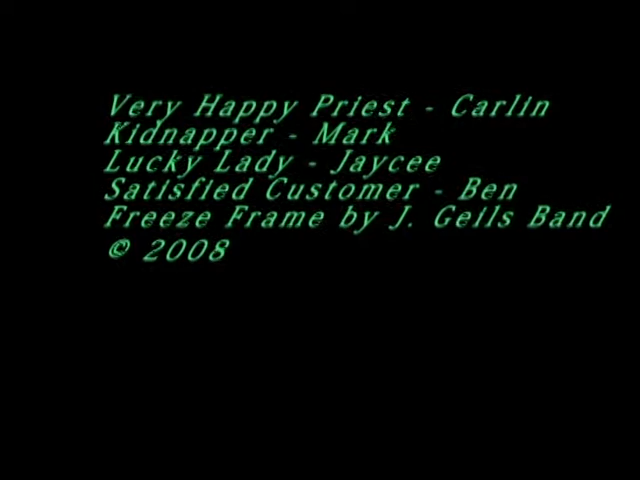 Very Happy Priest - Carlin
Kidnapper - Mark
Lucky Lady - Jaycee
Satisfied Customer - Ben
Freeze Frame by J. Geils Band
© 2008